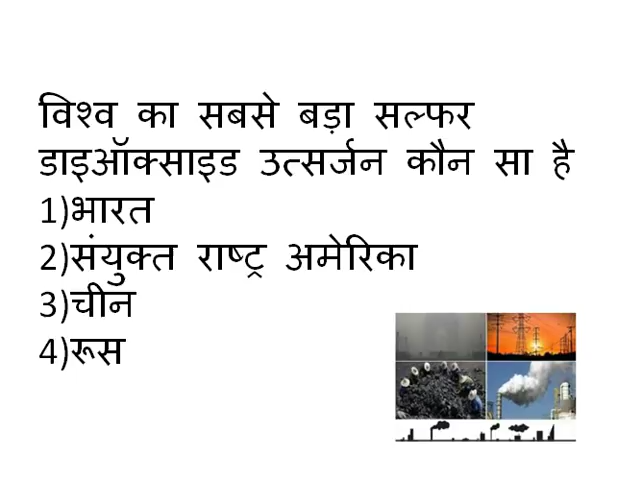 विश्व का सबसे बड़ा सल्फर
डाइऑक्साइड उत्सर्जन कौन सा है
1)भारत
2)संयुक्त राष्ट्र अमेरिका
3)चीन
4)रूस